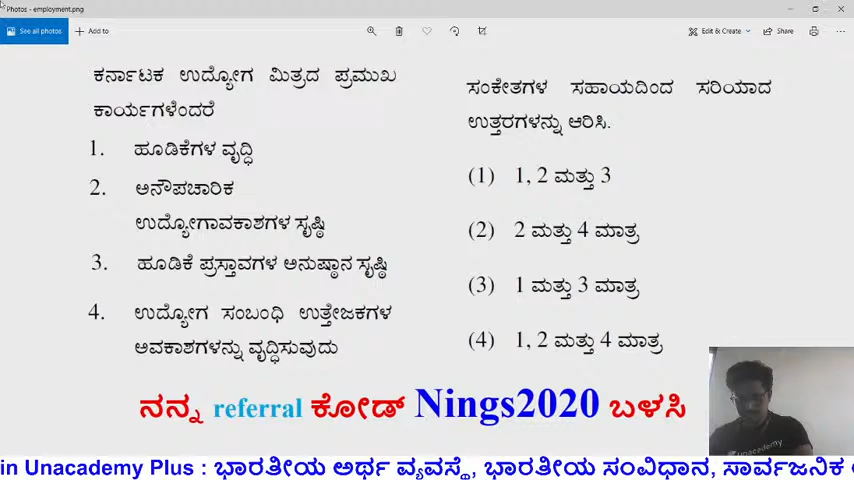 Photos - employment.png
See all photos
Add to
Edit & Create
Share
ಕರ್ನಾಟಕ ಉದ್ಯೋಗ ಮಿತ್ರದ ಪ್ರಮುಖ
ಕಾರ್ಯಗಳೆಂದರೆ
1. ಹೂಡಿಕೆಗಳ ವೃದ್ಧಿ
2. ಅನೌಪಚಾರಿಕ
ಉದ್ಯೋಗಾವಕಾಶಗಳ ಸೃಷ್ಠಿ
3. ಹೂಡಿಕೆ ಪ್ರಸ್ತಾವಗಳ ಅನುಷ್ಠಾನ ಸೃಷ್ಠಿ
4. ಉದ್ಯೋಗ ಸಂಬಂಧಿ ಉತ್ತೇಜಕಗಳ
ಅವಕಾಶಗಳನ್ನು ವೃದ್ಧಿಸುವುದು
ಸಂಕೇತಗಳ ಸಹಾಯದಿಂದ ಸರಿಯಾದ
ಉತ್ತರಗಳನ್ನು ಆರಿಸಿ.
(1) 1, 2 ಮತ್ತು 3
(2) 2 ಮತ್ತು 4 ಮಾತ್ರ
(3) 1 ಮತ್ತು 3 ಮಾತ್ರ
(4) 1, 2 ಮತ್ತು 4 ಮಾತ್ರ
ನನ್ನ referral ಕೋಡ್ Nings2020 ಬಳಸಿ
unacademy
in Unacademy Plus : ಭಾರತೀಯ ಅರ್ಥ ವ್ಯವಸ್ಥೆ, ಭಾರತೀಯ ಸಂವಿಧಾನ, ಸಾರ್ವಜನಿಕ